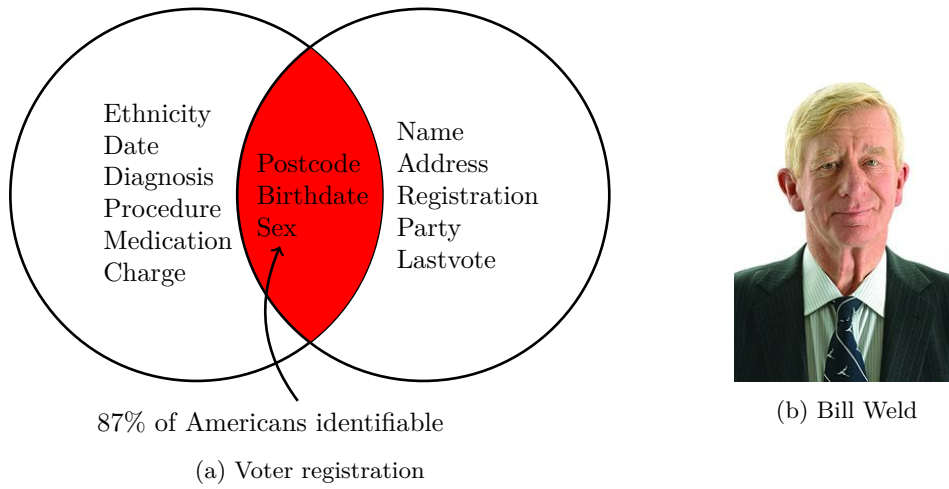 Ethnicity
Date
Diagnosis
Procedure
Medication
Charge
Postcode
Birthdate
Sex
Name
Address
Registration
Party
Lastvote
87% of Americans identifiable
(a) Voter registration
(b) Bill Weld